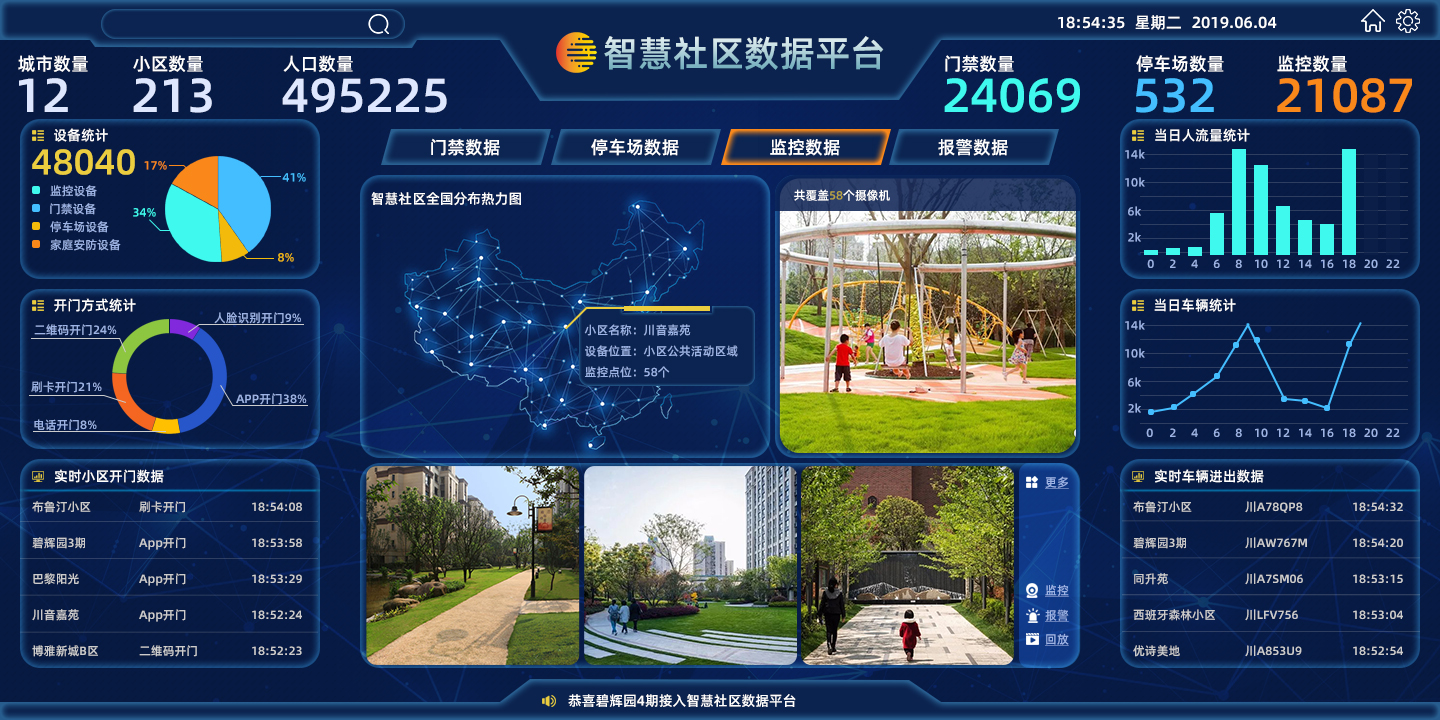 18:54:35 星期二 2019.06.04
智慧社区数据平台
城市数量
12
小区数量
213
人口数量
495225
门禁数量
24069
停车场数量
532
监控数量
21087
设备统计
48040
监控设备
门禁设备
停车场设备
家庭安防设备
17%
41%
34%
8%
开门方式统计
人脸识别开门9%
二维码开门24%
刷卡开门21%
APP开门38%
电话开门8%
实时小区开门数据
布鲁汀小区 刷卡开门 18:54:08
碧辉园3期 App开门 18:53:58
巴黎阳光 App开门 18:53:29
川音嘉苑 App开门 18:52:24
博雅新城B区 二维码开门 18:52:23
门禁数据
停车场数据
监控数据
报警数据
智慧社区全国分布热力图
小区名称：川音嘉苑
设备位置：小区公共活动区域
监控点位：58个
共覆盖58个摄像机
更多
监控
报警
回放
当日人流量统计
14k
10k
6k
2k
0 2 4 6 8 10 12 14 16 18 20 22
当日车辆统计
14k
10k
6k
2k
0 2 4 6 8 10 12 14 16 18 20 22
实时车辆进出数据
布鲁汀小区 川A78QP8 18:54:32
碧辉园3期 川AW767M 18:54:20
同升苑 川A7SM06 18:53:15
西班牙森林小区 川LFV756 18:53:04
优诗美地 川A853U9 18:52:54
恭喜碧辉园4期接入智慧社区数据平台